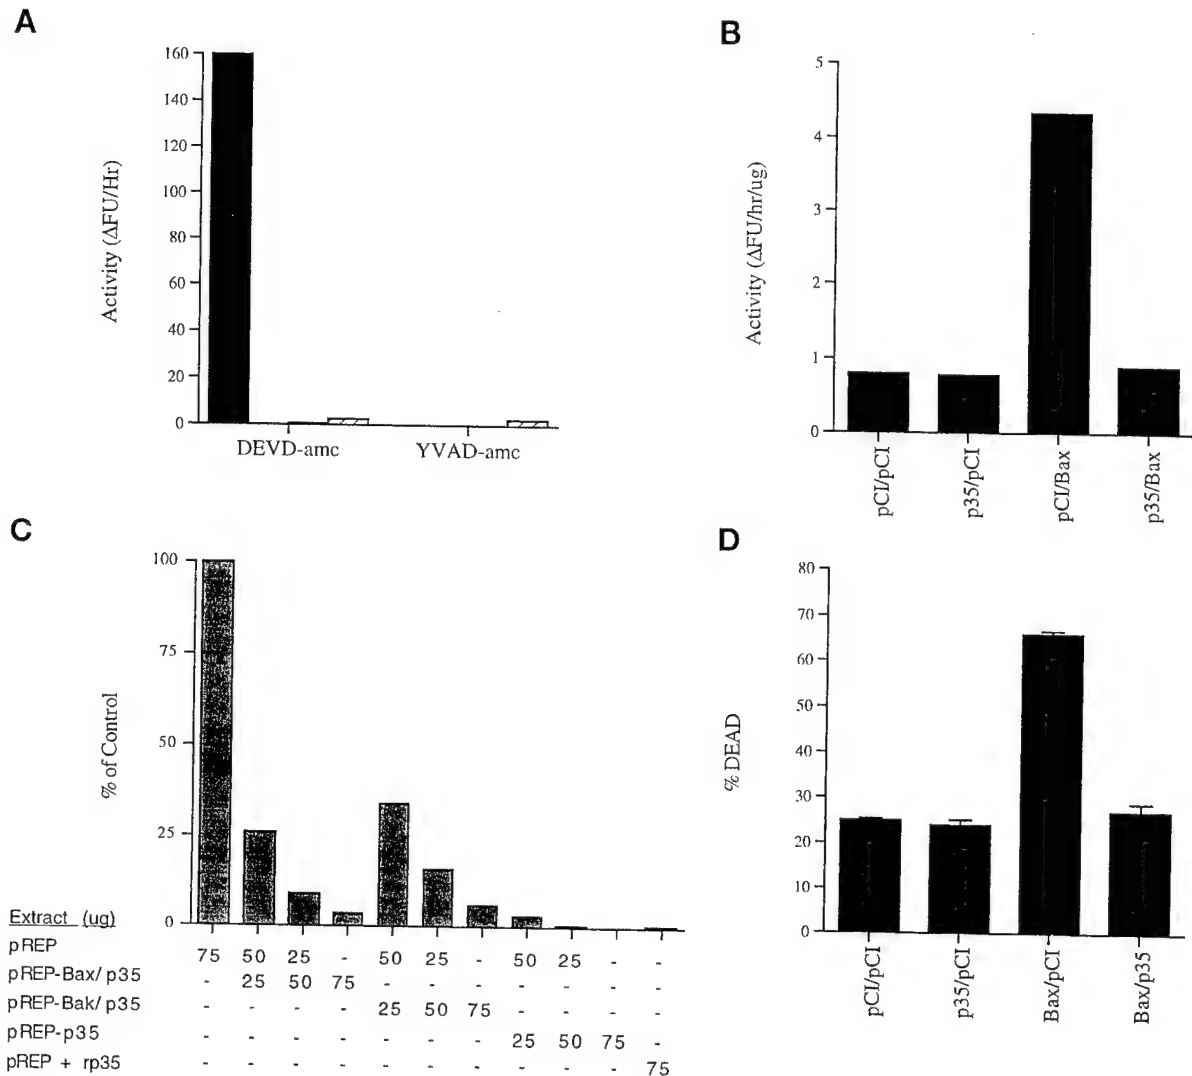 A
160
140
120
100
80
60
40
20
0
Activity (ΔFU/Hr)
DEVD-amc YVAD-amc
B
5
4
3
2
1
0
Activity (ΔFU/hr/ug)
pCI/pCI
p35/pCI
pCI/Bax
p35/Bax
C
100
75
50
25
0
% of Control
Extract (ug)
pREP 75 50 25 - 50 25 - 50 25 - -
pREP-Bax/p35 - 25 50 75 - - - - - - -
pREP-Bak/p35 - - - - 25 50 75 - - - -
pREP-p35 - - - - - - - 25 50 75 -
pREP + rp35 - - - - - - - - - - 75
D
80
70
60
50
40
30
20
10
0
% DEAD
pCI/pCI
p35/pCI
Bax/pCI
Bax/p35